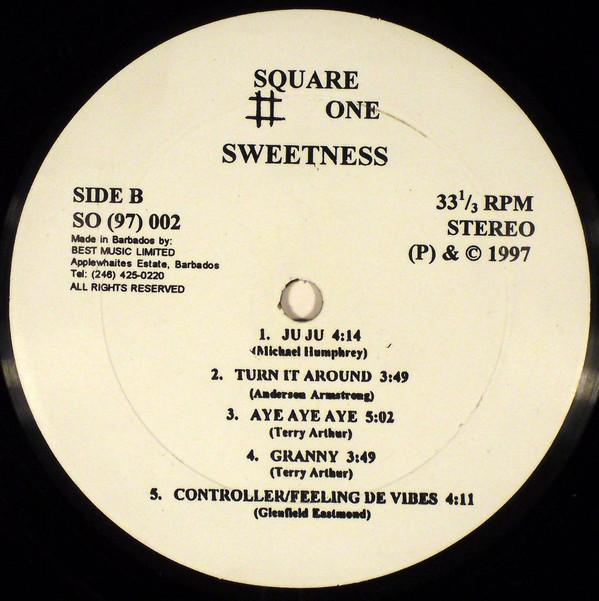 SQUARE
# ONE
SWEETNESS
SIDE B
SO (97) 002
Made in Barbados by:
BEST MUSIC LIMITED
Applewhaites Estate, Barbados
Tel: (246) 425-0220
ALL RIGHTS RESERVED
33 1/3 RPM
STEREO
(P) & © 1997
1. JU JU 4:14
(Michael Humphrey)
2. TURN IT AROUND 3:49
(Anderson Armstrong)
3. AYE AYE AYE 5:02
(Terry Arthur)
4. GRANNY 3:49
(Terry Arthur)
5. CONTROLLER/FEELING DE VIBES 4:11
(Glenfield Eastmond)